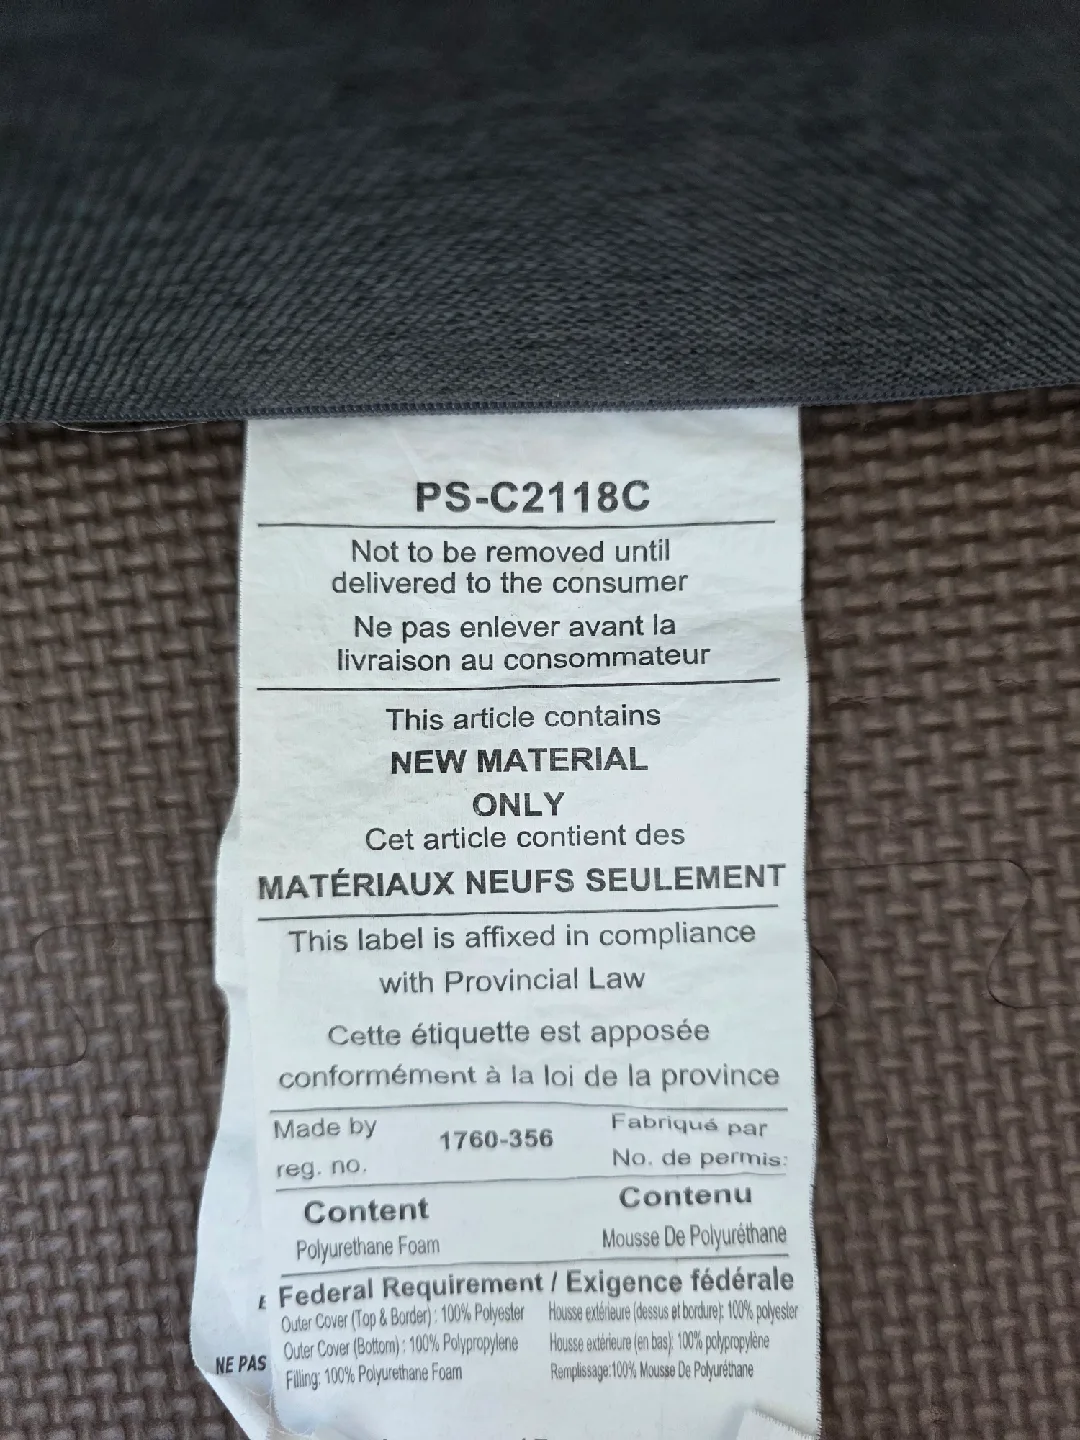 PS-C2118C
Not to be removed until
delivered to the consumer
Ne pas enlever avant la
livraison au consommateur
This article contains
NEW MATERIAL
ONLY
Cet article contient des
MATÉRIAUX NEUFS SEULEMENT
This label is affixed in compliance
with Provincial Law
Cette étiquette est apposée
conformément à la loi de la province
Made by
reg. no.
1760-356
Fabriqué par
No. de permis:
Content
Contenu
Polyurethane Foam
Mousse De Polyuréthane
Federal Requirement / Exigence fédérale
Outer Cover (Top & Border) : 100% Polyester
Housse extérieure (dessus et bordure): 100% polyester
Outer Cover (Bottom) : 100% Polypropylene
Housse extérieure (en bas): 100% polypropylène
Filling: 100% Polyurethane Foam
Remplissage:100% Mousse De Polyuréthane
NE PAS